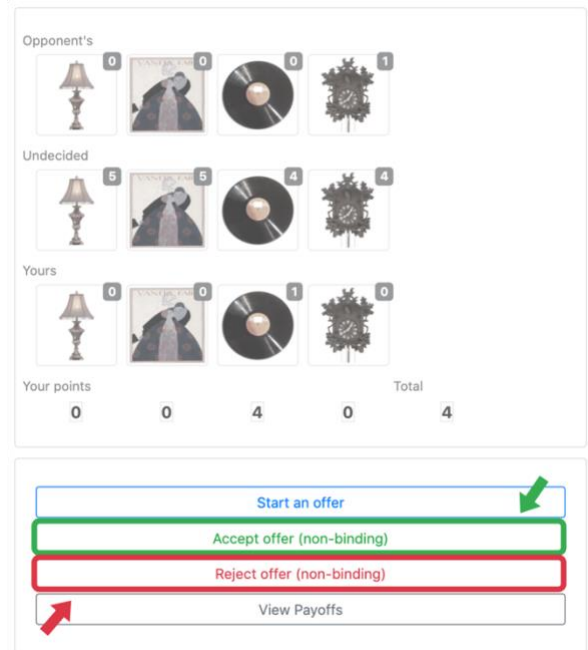 Opponent's
0 0 0 1
Undecided
5 5 4 4
Yours
0 0 1 0
Your points Total
0 0 4 0 4
Start an offer
Accept offer (non-binding)
Reject offer (non-binding)
View Payoffs